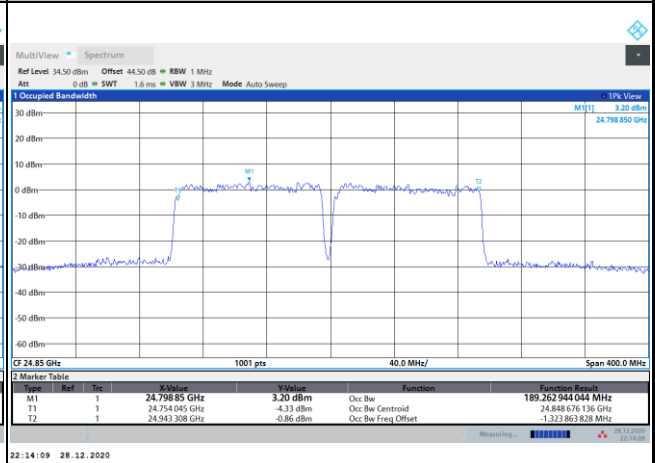 MultiView Spectrum
Ref Level 34.50 dBm Offset 44.50 dB RBW 1 MHz
Att 0 dB SWT 1.6 ms VBW 3 MHz Mode Auto Sweep
1 Occupied Bandwidth 1Pk View
M1[1] 3.20 dBm
24.798 850 GHz
30 dBm
20 dBm
10 dBm
M1
T1
T2
0 dBm
-10 dBm
-20 dBm
-30 dBm
-40 dBm
-50 dBm
-60 dBm
CF 24.85 GHz 1001 pts 40.0 MHz/ Span 400.0 MHz
2 Marker Table
Type Ref Trc X-Value Y-Value Function Function Result
M1 1 24.798 85 GHz 3.20 dBm Occ Bw 189.262 944 044 MHz
T1 1 24.754 045 GHz -4.33 dBm Occ Bw Centroid 24.848 676 136 GHz
T2 1 24.943 308 GHz -0.86 dBm Occ Bw Freq Offset -1.323 863 828 MHz
Measuring... 28.12.2020
22:14:09
22:14:09 28.12.2020